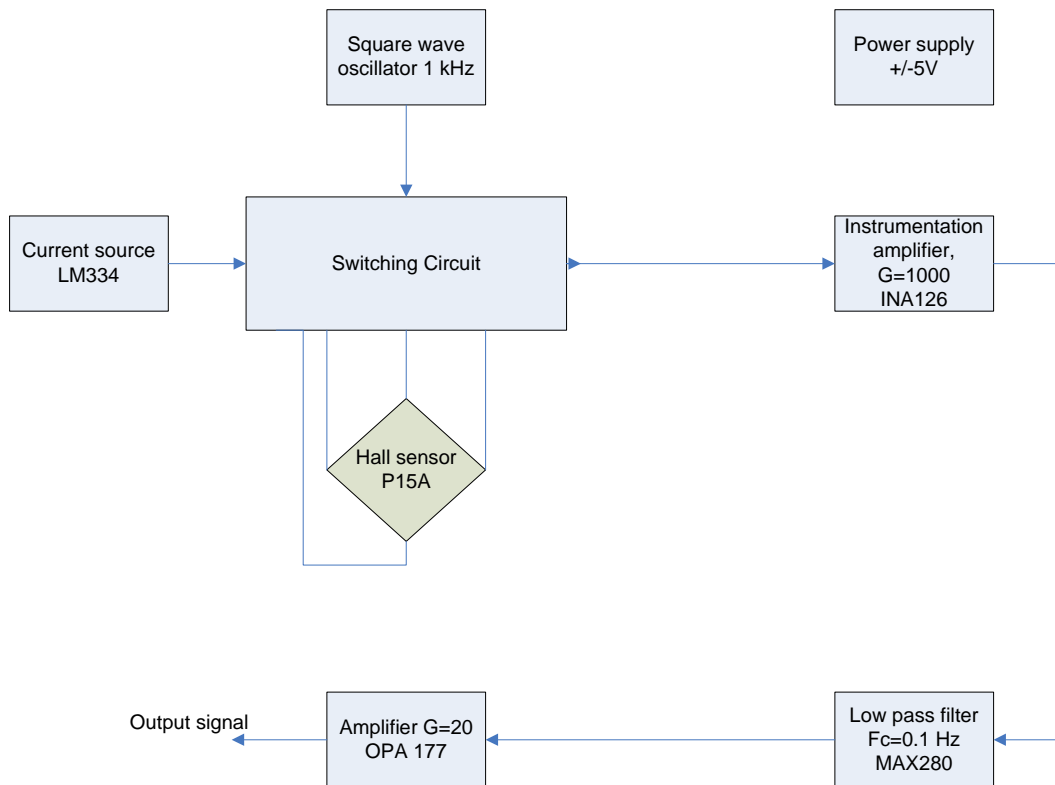 Square wave
oscillator 1 kHz
Power supply
+/-5V
Current source
LM334
Switching Circuit
Instrumentation
amplifier,
G=1000
INA126
Hall sensor
P15A
Output signal
Amplifier G=20
OPA 177
Low pass filter
Fc=0.1 Hz
MAX280